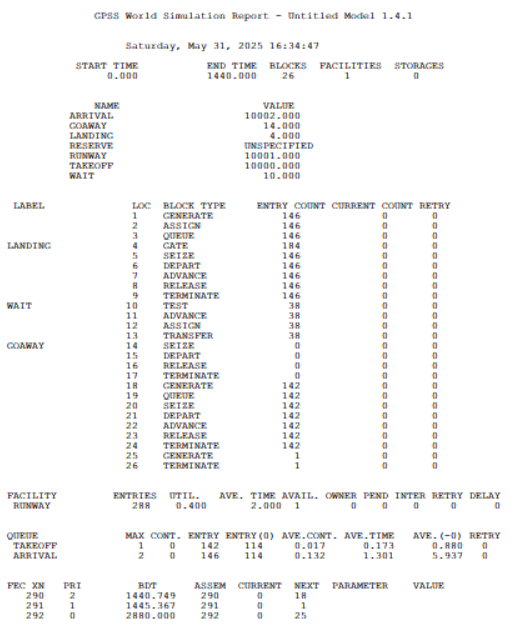 GPSS World Simulation Report - Untitled Model 1.4.1
Saturday, May 31, 2025 16:34:47
START TIME END TIME BLOCKS FACILITIES STORAGES
0.000 1440.000 26 1 0
NAME VALUE
ARRIVAL 10002.000
GOAWAY 14.000
LANDING 4.000
RESERVE UNSPECIFIED
RUNWAY 10001.000
TAKEOFF 10000.000
WAIT 10.000
LABEL LOC BLOCK TYPE ENTRY COUNT CURRENT COUNT RETRY
1 GENERATE 146 0 0
2 ASSIGN 146 0 0
3 QUEUE 146 0 0
LANDING 4 GATE 184 0 0
5 SEIZE 146 0 0
6 DEPART 146 0 0
7 ADVANCE 146 0 0
8 RELEASE 146 0 0
9 TERMINATE 146 0 0
WAIT 10 TEST 38 0 0
11 ADVANCE 38 0 0
12 ASSIGN 38 0 0
13 TRANSFER 38 0 0
GOAWAY 14 SEIZE 0 0 0
15 DEPART 0 0 0
16 RELEASE 0 0 0
17 TERMINATE 0 0 0
18 GENERATE 142 0 0
19 QUEUE 142 0 0
20 SEIZE 142 0 0
21 DEPART 142 0 0
22 ADVANCE 142 0 0
23 RELEASE 142 0 0
24 TERMINATE 142 0 0
25 GENERATE 1 0 0
26 TERMINATE 1 0 0
FACILITY ENTRIES UTIL. AVE. TIME AVAIL. OWNER PEND INTER RETRY DELAY
RUNWAY 288 0.400 2.000 1 0 0 0 0 0
QUEUE MAX CONT. ENTRY ENTRY(0) AVE.CONT. AVE.TIME AVE.(-0) RETRY
TAKEOFF 1 0 142 114 0.017 0.173 0.880 0
ARRIVAL 2 0 146 114 0.132 1.301 5.937 0
FEC XN PRI BDT ASSEM CURRENT NEXT PARAMETER VALUE
290 2 1440.749 290 0 18
291 1 1445.367 291 0 1
292 0 2880.000 292 0 25